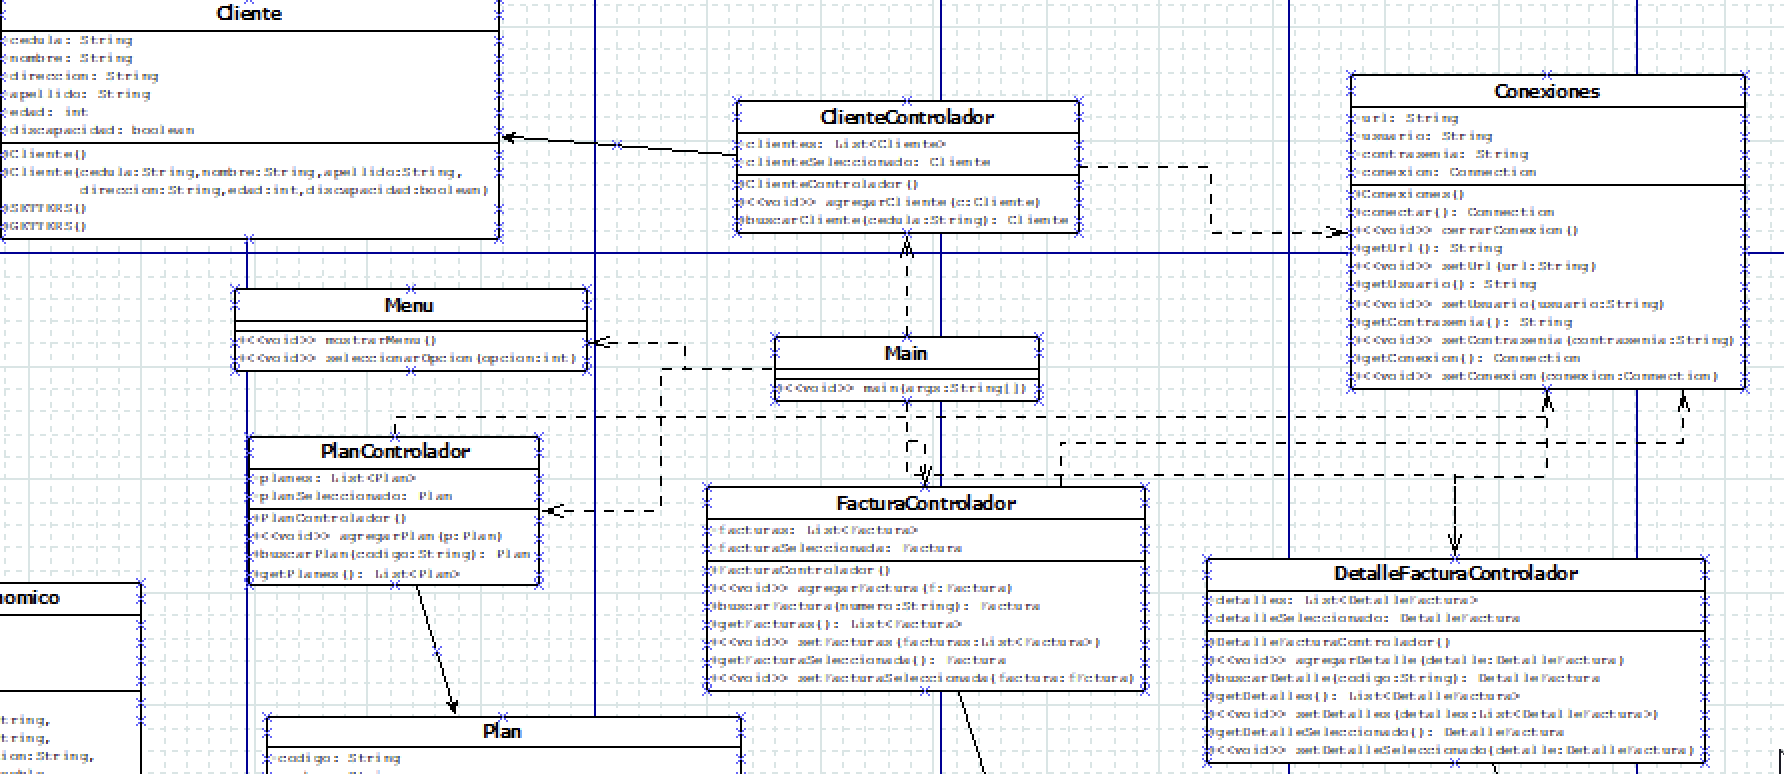 Cliente
-cedula: String
-nombre: String
-direccion: String
-apellido: String
-edad: int
-discapacidad: boolean
+Cliente()
+Cliente(cedula:String,nombre:String,apellido:String,
direccion:String,edad:int,discapacidad:boolean)
+SETTERS()
+GETTERS()
ClienteControlador
-clientes: List<Cliente>
-clienteSeleccionado: Cliente
+ClienteControlador()
+<<void>> agregarCliente(c:Cliente)
+buscarCliente(cedula:String): Cliente
Conexiones
-url: String
-usuario: String
-contrasenia: String
-conexion: Connection
+Conexiones()
+conectar(): Connection
+<<void>> cerrarConexion()
+getUrl(): String
+<<void>> setUrl(url:String)
+getUsuario(): String
+<<void>> setUsuario(usuario:String)
+getContrasenia(): String
+<<void>> setContrasenia(contrasenia:String)
+getConexion(): Connection
+<<void>> setConexion(conexion:Connection)
Menu
+<<void>> mostrarMenu()
+<<void>> seleccionarOpcion(opcion:int)
Main
+<<void>> main(args:String[])
PlanControlador
-planes: List<Plan>
-planSeleccionado: Plan
+PlanControlador()
+<<void>> agregarPlan(p:Plan)
+buscarPlan(codigo:String): Plan
+getPlanes(): List<Plan>
FacturaControlador
-facturas: List<Factura>
-facturaSeleccionada: Factura
+FacturaControlador()
+<<void>> agregarFactura(f:Factura)
+buscarFactura(numero:String): Factura
+getFacturas(): List<Factura>
+<<void>> setFacturas(facturas:List<Factura>)
+getFacturaSeleccionada(): Factura
+<<void>> setFacturaSeleccionada(factura:fFctura)
DetalleFacturaControlador
-detalles: List<DetalleFactura>
-detalleSeleccionado: DetalleFactura
+DetalleFacturaControlador()
+<<void>> agregarDetalle(detalle:DetalleFactura)
+buscarDetalle(codigo:String): DetalleFactura
+getDetalles(): List<DetalleFactura>
+<<void>> setDetalles(detalles:List<DetalleFactura>)
+getDetalleSeleccionado(): DetalleFactura
+<<void>> setDetalleSeleccionado(detalle:DetalleFactura)
nomico
tring,
tring,
ion:String,
Plan
-codigo: String